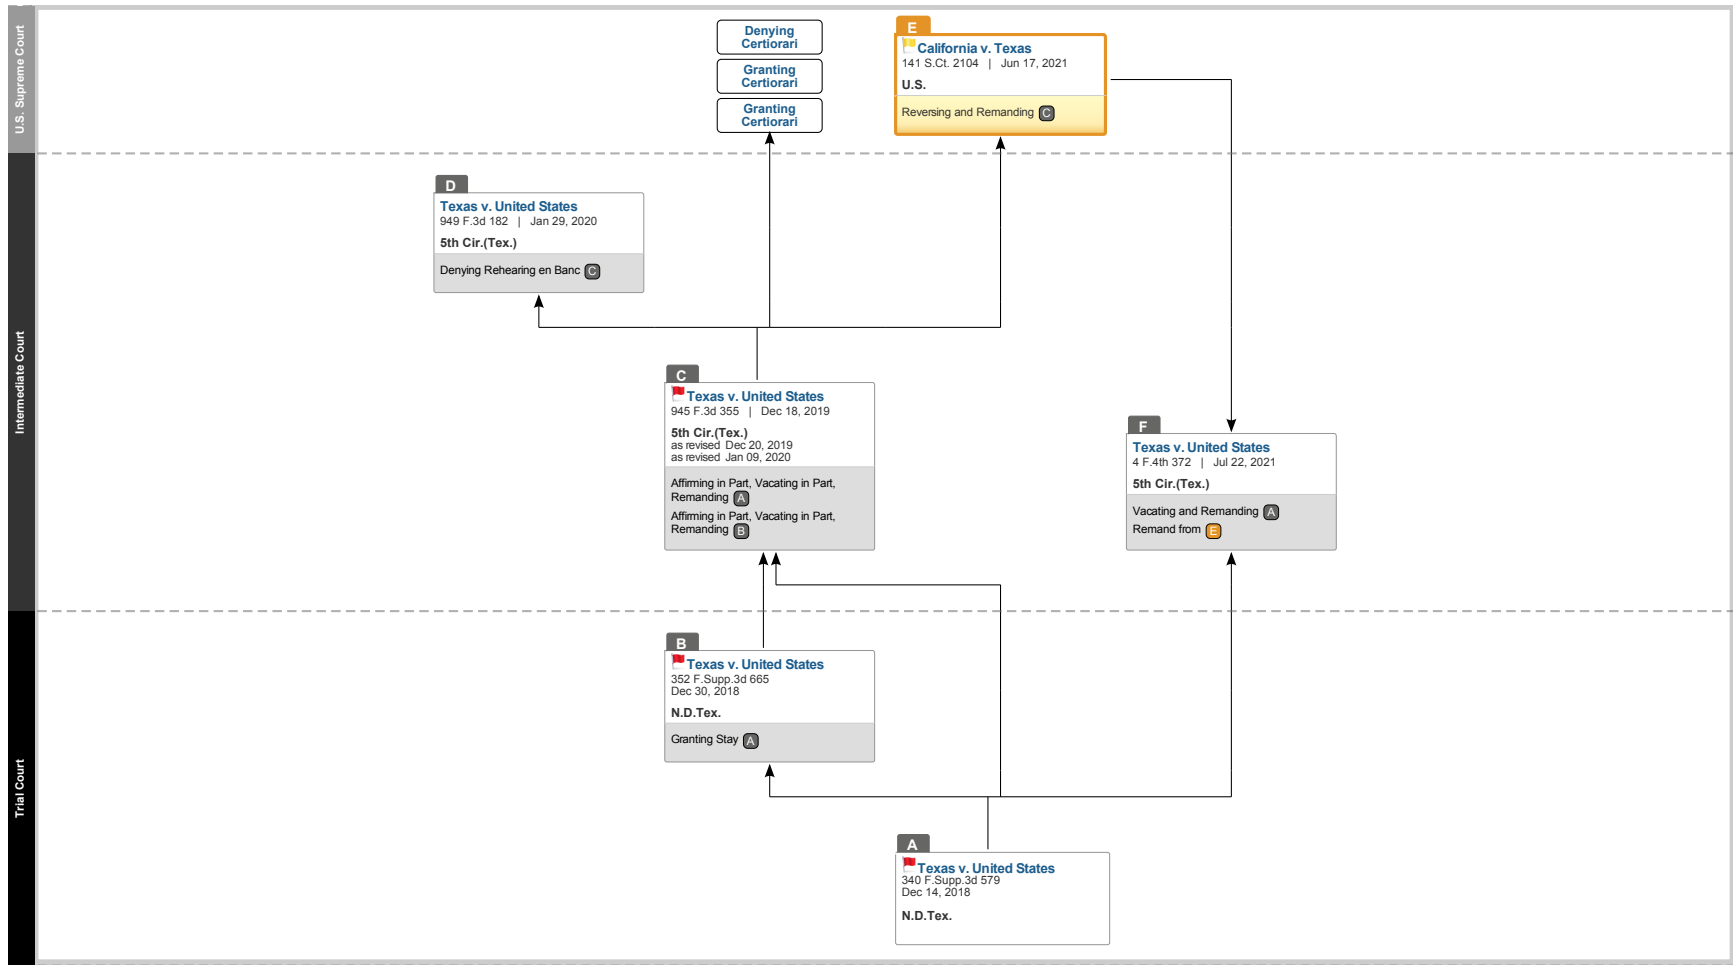 U.S. Supreme Court
Denying
Certiorari
Granting
Certiorari
Granting
Certiorari
E
California v. Texas
141 S.Ct. 2104 | Jun 17, 2021
U.S.
Reversing and Remanding C
Intermediate Court
D
Texas v. United States
949 F.3d 182 | Jan 29, 2020
5th Cir.(Tex.)
Denying Rehearing en Banc C
C
Texas v. United States
945 F.3d 355 | Dec 18, 2019
5th Cir.(Tex.)
as revised Dec 20, 2019
as revised Jan 09, 2020
Affirming in Part, Vacating in Part,
Remanding A
Affirming in Part, Vacating in Part,
Remanding B
F
Texas v. United States
4 F.4th 372 | Jul 22, 2021
5th Cir.(Tex.)
Vacating and Remanding A
Remand from E
Trial Court
B
Texas v. United States
352 F.Supp.3d 665
Dec 30, 2018
N.D.Tex.
Granting Stay A
A
Texas v. United States
340 F.Supp.3d 579
Dec 14, 2018
N.D.Tex.